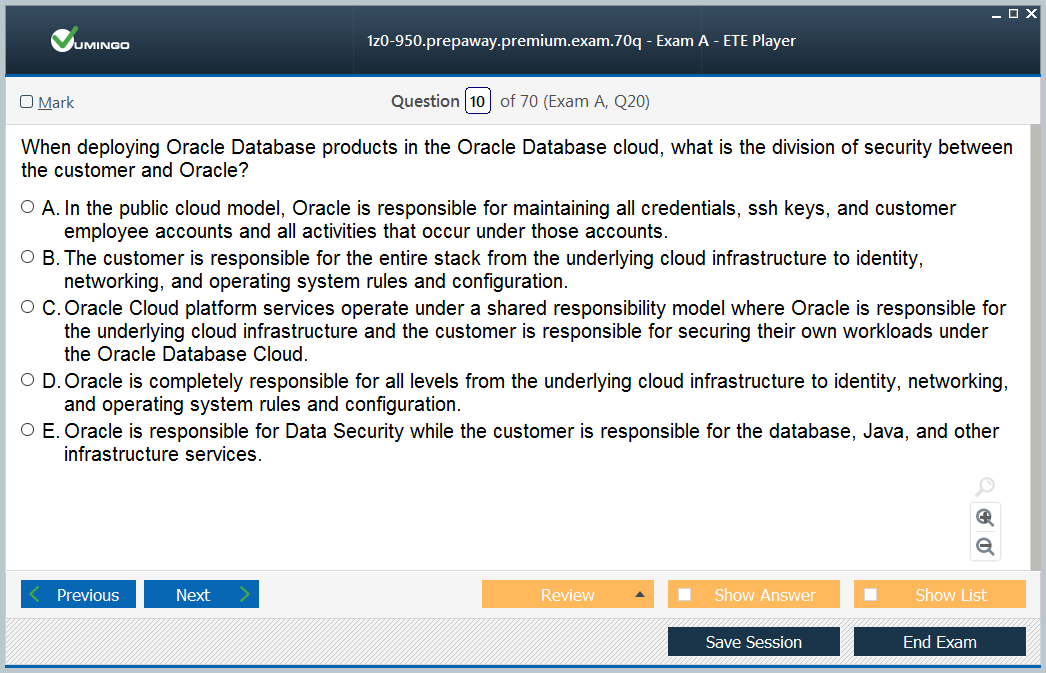 VUMINGO
1z0-950.prepaway.premium.exam.70q - Exam A - ETE Player
Mark
Question 10 of 70 (Exam A, Q20)
When deploying Oracle Database products in the Oracle Database cloud, what is the division of security between
the customer and Oracle?
A. In the public cloud model, Oracle is responsible for maintaining all credentials, ssh keys, and customer
employee accounts and all activities that occur under those accounts.
B. The customer is responsible for the entire stack from the underlying cloud infrastructure to identity,
networking, and operating system rules and configuration.
C. Oracle Cloud platform services operate under a shared responsibility model where Oracle is responsible for
the underlying cloud infrastructure and the customer is responsible for securing their own workloads under
the Oracle Database Cloud.
D. Oracle is completely responsible for all levels from the underlying cloud infrastructure to identity, networking,
and operating system rules and configuration.
E. Oracle is responsible for Data Security while the customer is responsible for the database, Java, and other
infrastructure services.
Previous Next Review Show Answer Show List
Save Session End Exam